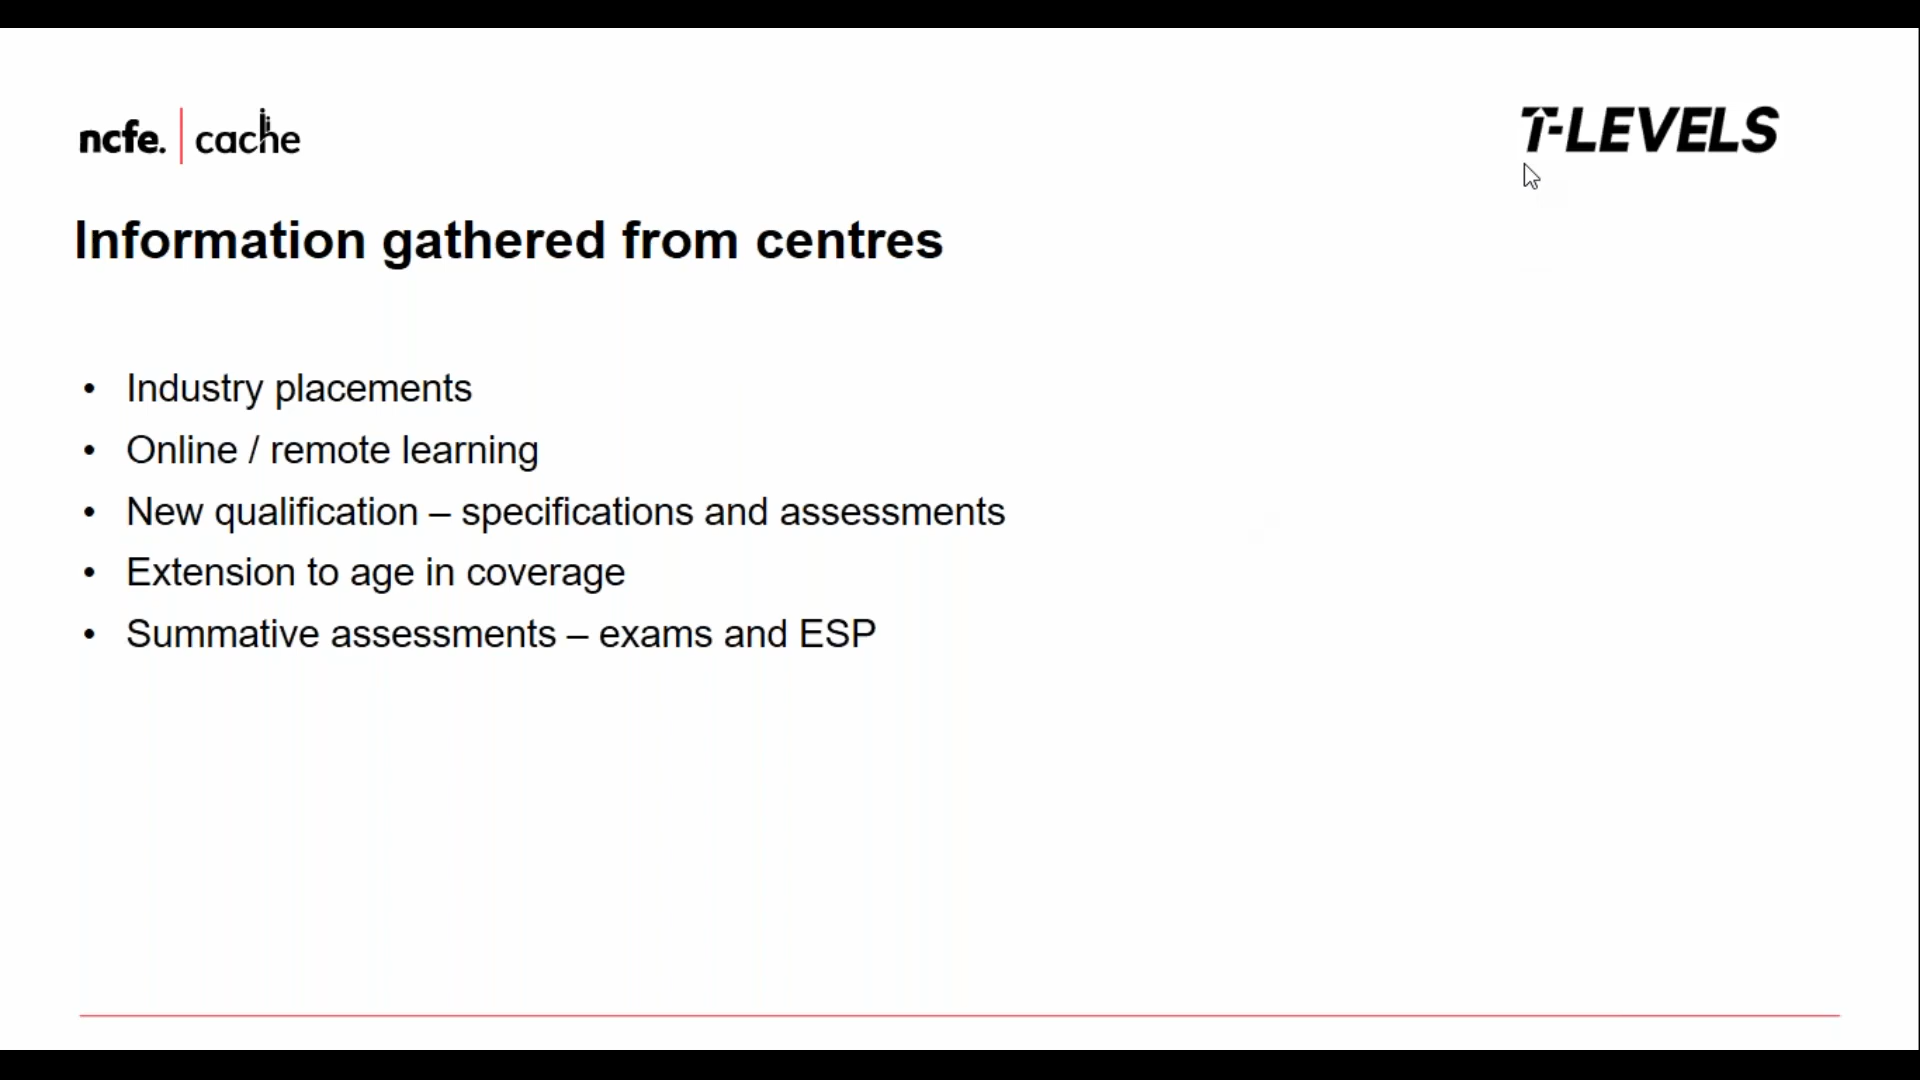 ncfe. cache
T-LEVELS
Information gathered from centres
• Industry placements
• Online / remote learning
• New qualification – specifications and assessments
• Extension to age in coverage
• Summative assessments – exams and ESP